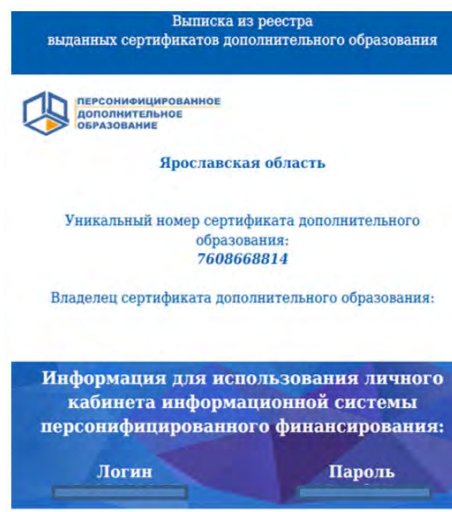 Выписка из реестра
выданных сертификатов дополнительного образования
ПЕРСОНИФИЦИРОВАННОЕ
ДОПОЛНИТЕЛЬНОЕ
ОБРАЗОВАНИЕ
Ярославская область
Уникальный номер сертификата дополнительного
образования:
7608668814
Владелец сертификата дополнительного образования:
Информация для использования личного
кабинета информационной системы
персонифицированного финансирования:
Логин Пароль